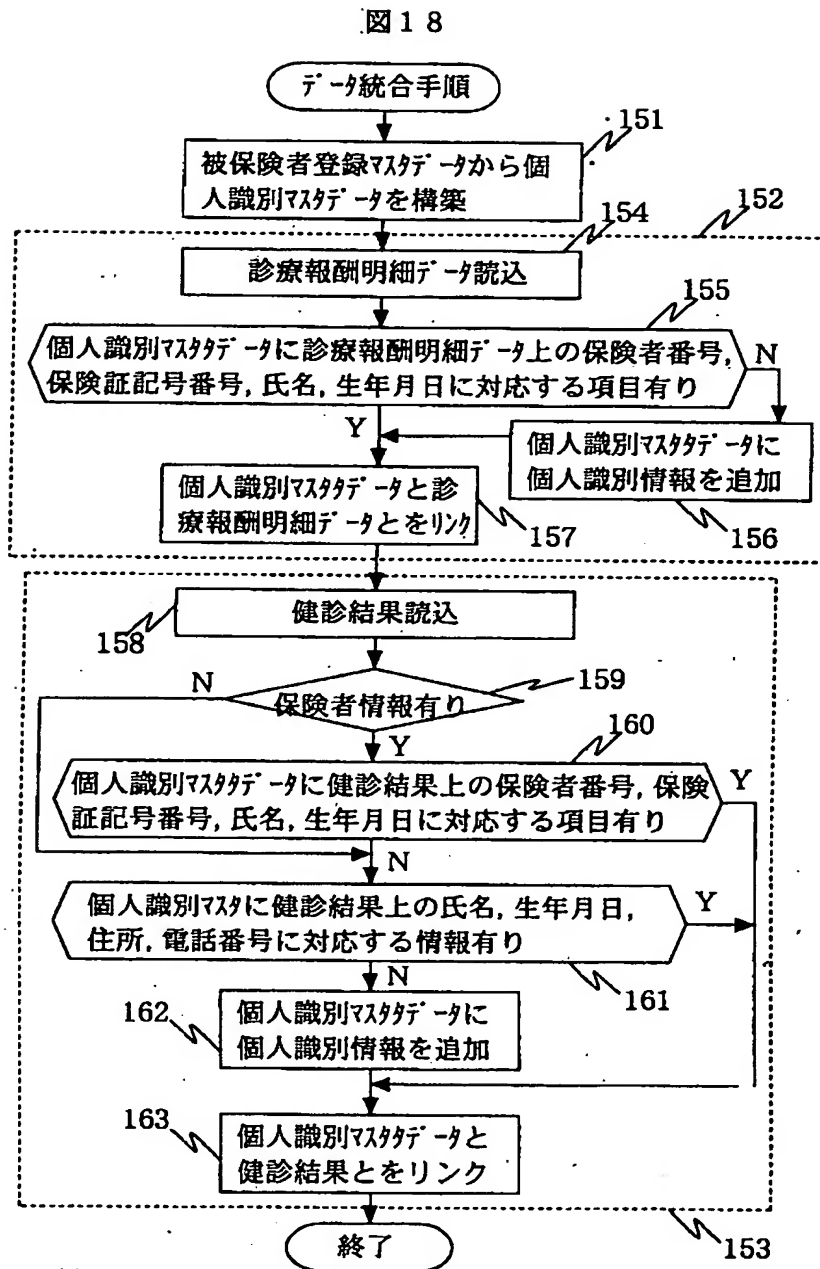 図18
データ統合手順
151
被保険者登録マスタデータから個
人識別マスタデータを構築
152
154
診療報酬明細データ読込
155
個人識別マスタタデータに診療報酬明細データ上の保険者番号,
保険証記号番号,氏名,生年月日に対応する項目有り
N
Y
個人識別マスタタデータに
個人識別情報を追加
156
個人識別マスタタデータと診
療報酬明細データとをリンク
157
健診結果読込
158
N
保険者情報有り
159
Y
160
個人識別マスタタデータに健診結果上の保険者番号,保険
証記号番号,氏名,生年月日に対応する項目有り
Y
N
個人識別マスタに健診結果上の氏名,生年月日,
住所,電話番号に対応する情報有り
Y
N
161
162
個人識別マスタタデータに
個人識別情報を追加
163
個人識別マスタタデータと
健診結果とをリンク
終了
153